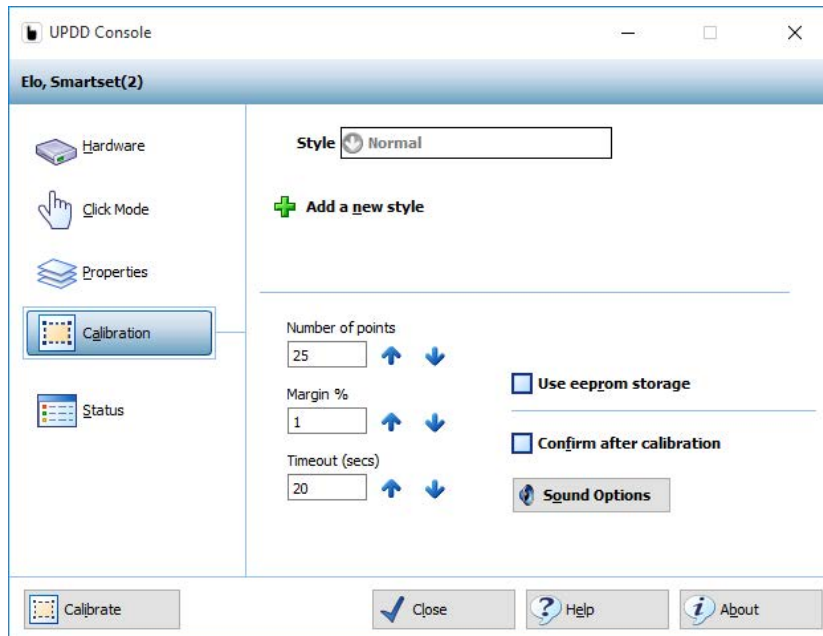 UPDD Console
Elo, Smartset(2)
Hardware
Click Mode
Properties
Calibration
Status
Style Normal
Add a new style
Number of points
25
Margin %
1
Timeout (secs)
20
Use eeprom storage
Confirm after calibration
Sound Options
Calibrate
Close
Help
About